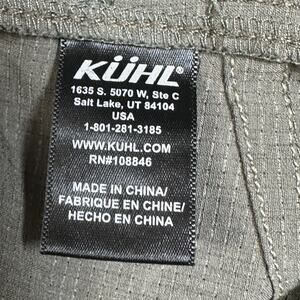 KÜHL®
1635 S. 5070 W, Ste C
Salt Lake, UT 84104
USA
1-801-281-3185
WWW.KUHL.COM
RN#108846
MADE IN CHINA/
FABRIQUE EN CHINE/
HECHO EN CHINA